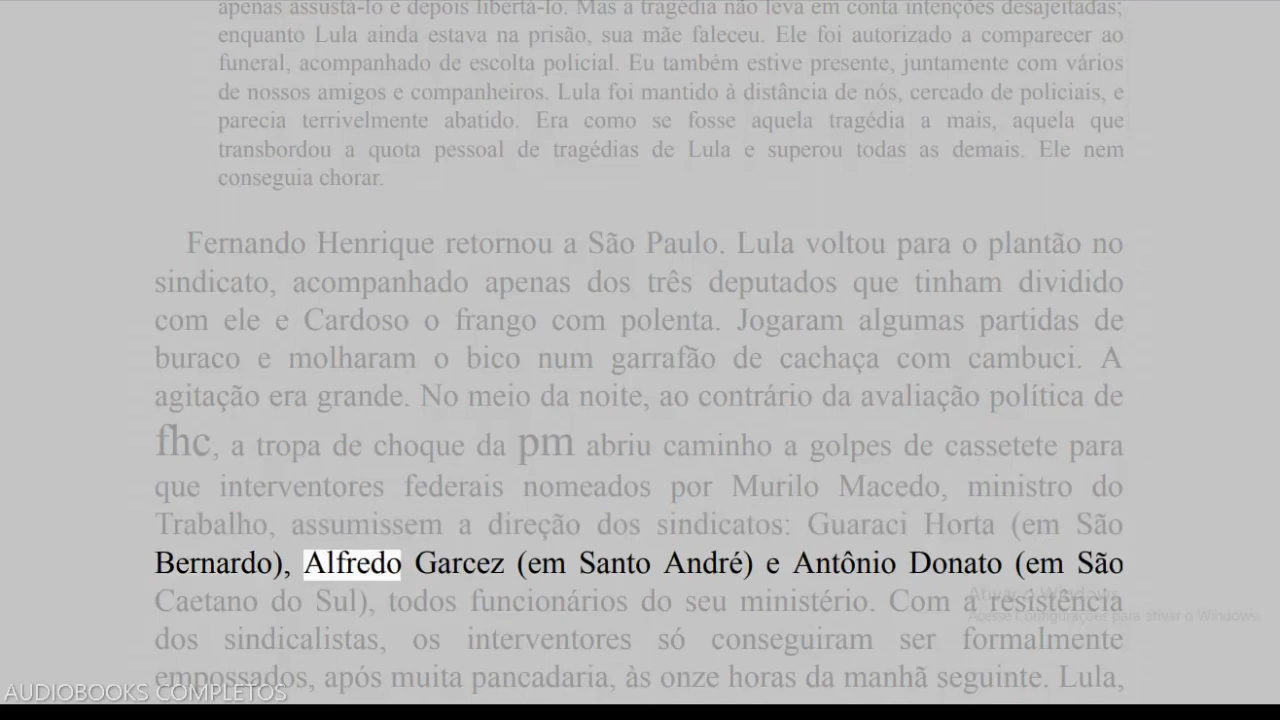 apenas assustá-lo e depois libertá-lo. Mas a tragédia não leva em conta intenções desajeitadas;
enquanto Lula ainda estava na prisão, sua mãe faleceu. Ele foi autorizado a comparecer ao
funeral, acompanhado de escolta policial. Eu também estive presente, juntamente com vários
de nossos amigos e companheiros. Lula foi mantido à distância de nós, cercado de policiais, e
parecia terrivelmente abatido. Era como se fosse aquela tragédia a mais, aquela que
transbordou a quota pessoal de tragédias de Lula e superou todas as demais. Ele nem
conseguia chorar.
Fernando Henrique retornou a São Paulo. Lula voltou para o plantão no
sindicato, acompanhado apenas dos três deputados que tinham dividido
com ele e Cardoso o frango com polenta. Jogaram algumas partidas de
buraco e molharam o bico num garrafão de cachaça com cambuci. A
agitação era grande. No meio da noite, ao contrário da avaliação política de
fhc, a tropa de choque da pm abriu caminho a golpes de cassetete para
que interventores federais nomeados por Murilo Macedo, ministro do
Trabalho, assumissem a direção dos sindicatos: Guaraci Horta (em São
Bernardo), Alfredo Garcez (em Santo André) e Antônio Donato (em São
Caetano do Sul), todos funcionários do seu ministério. Com a resistência
dos sindicalistas, os interventores só conseguiram ser formalmente
empossados, após muita pancadaria, às onze horas da manhã seguinte. Lula,
Ativar o Windows
Acesse Configurações para ativar o Windows.
AUDIOBOOKS COMPLETOS